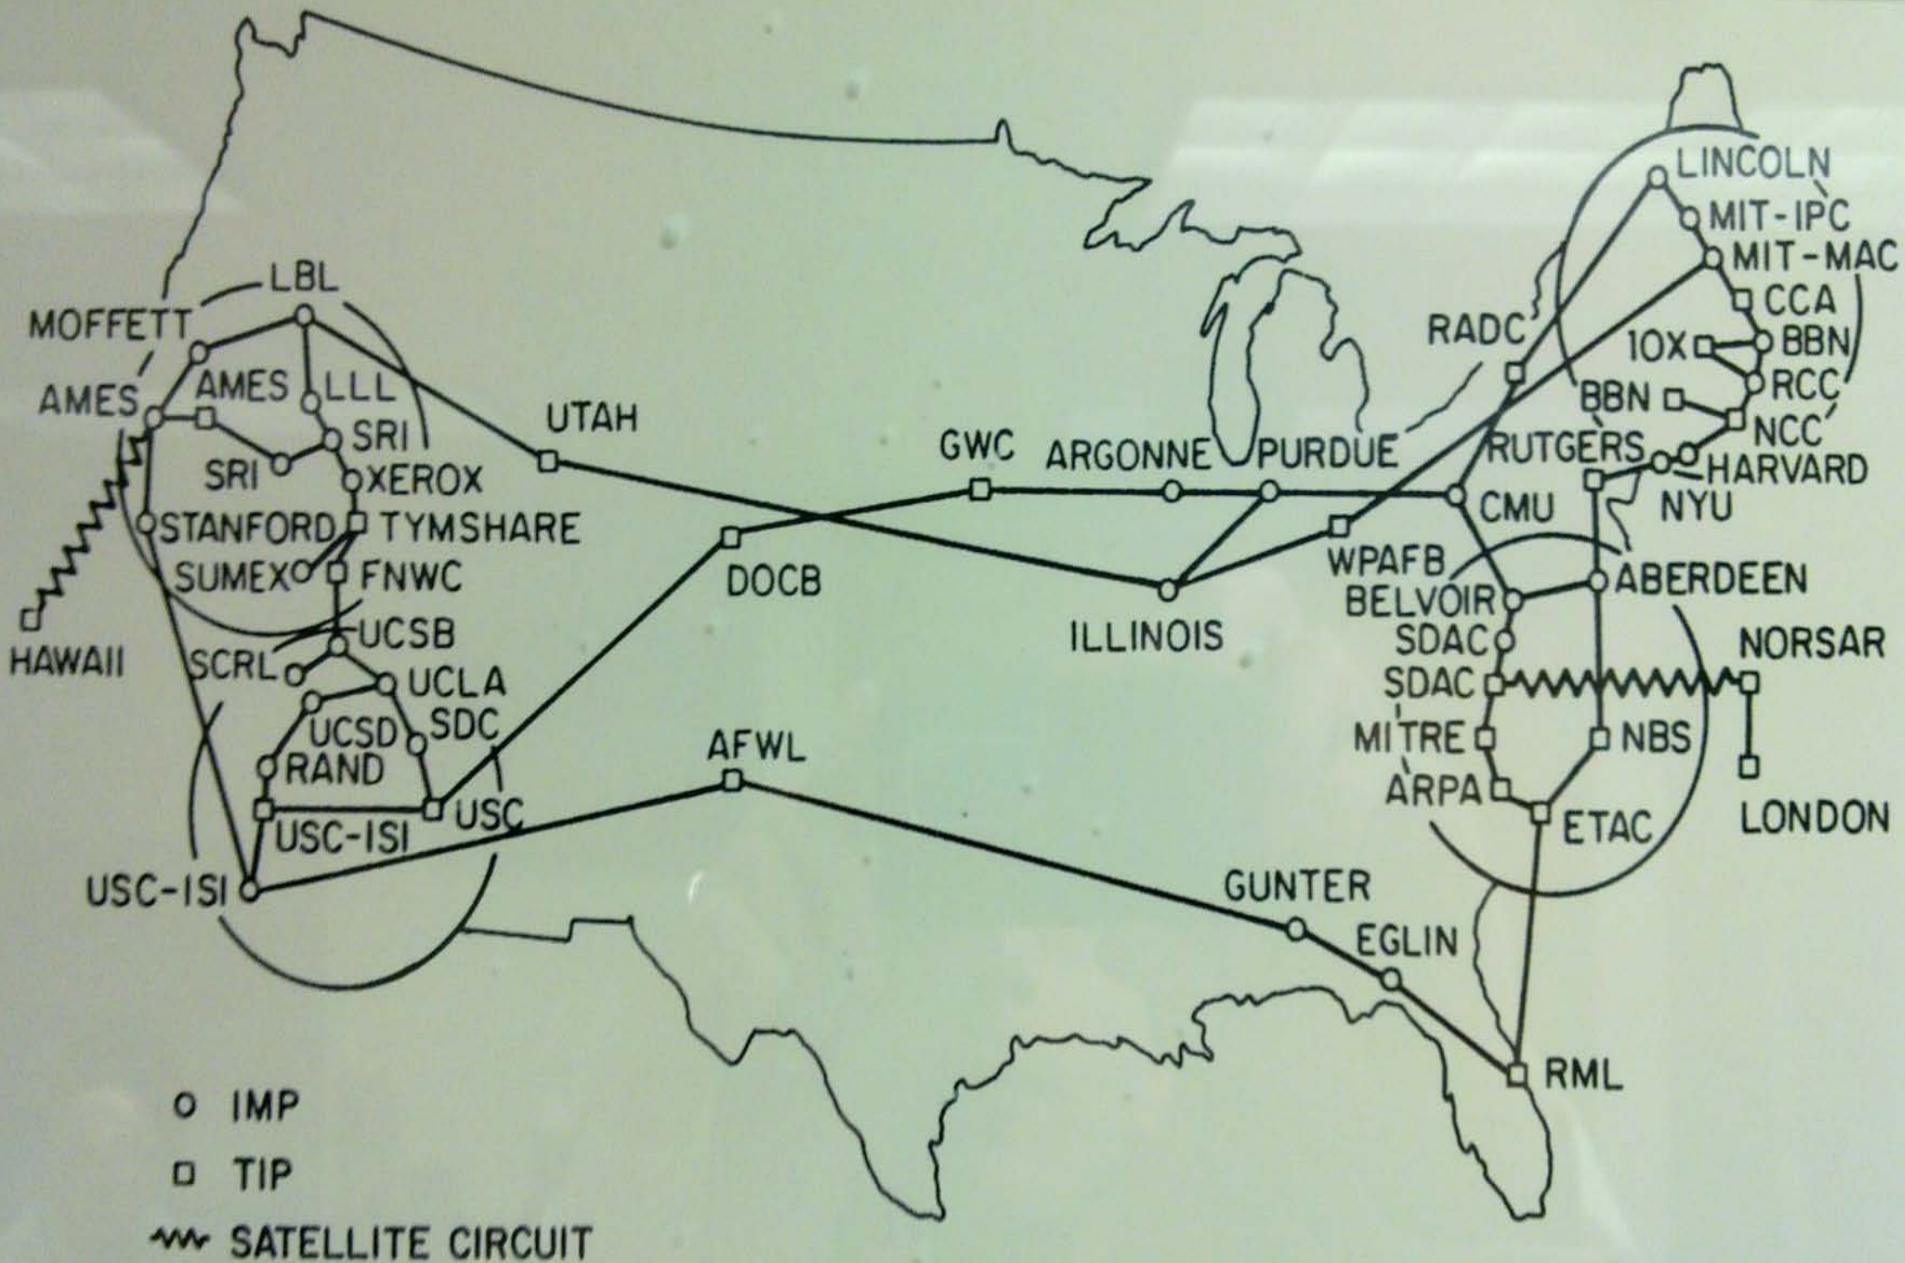 LINCOLN
MIT-IPC
MIT-MAC
CCA
10X
BBN
RCC
BBN
NCC
RUTGERS
HARVARD
NYU
RADC
LBL
MOFFETT
AMES
AMES
LLL
SRI
SRI
XEROX
STANFORD
TYMSHARE
SUMEX
FNWC
HAWAII
UCSB
SCRL
UCLA
UCSD
SDC
RAND
USC
USC-ISI
USC-ISI
UTAH
GWC
ARGONNE
PURDUE
CMU
DOCB
WPAFB
ILLINOIS
BELVOIR
ABERDEEN
SDAC
SDAC
NORSAR
MITRE
NBS
ARPA
ETAC
LONDON
AFWL
GUNTER
EGLIN
RML
IMP
TIP
SATELLITE CIRCUIT